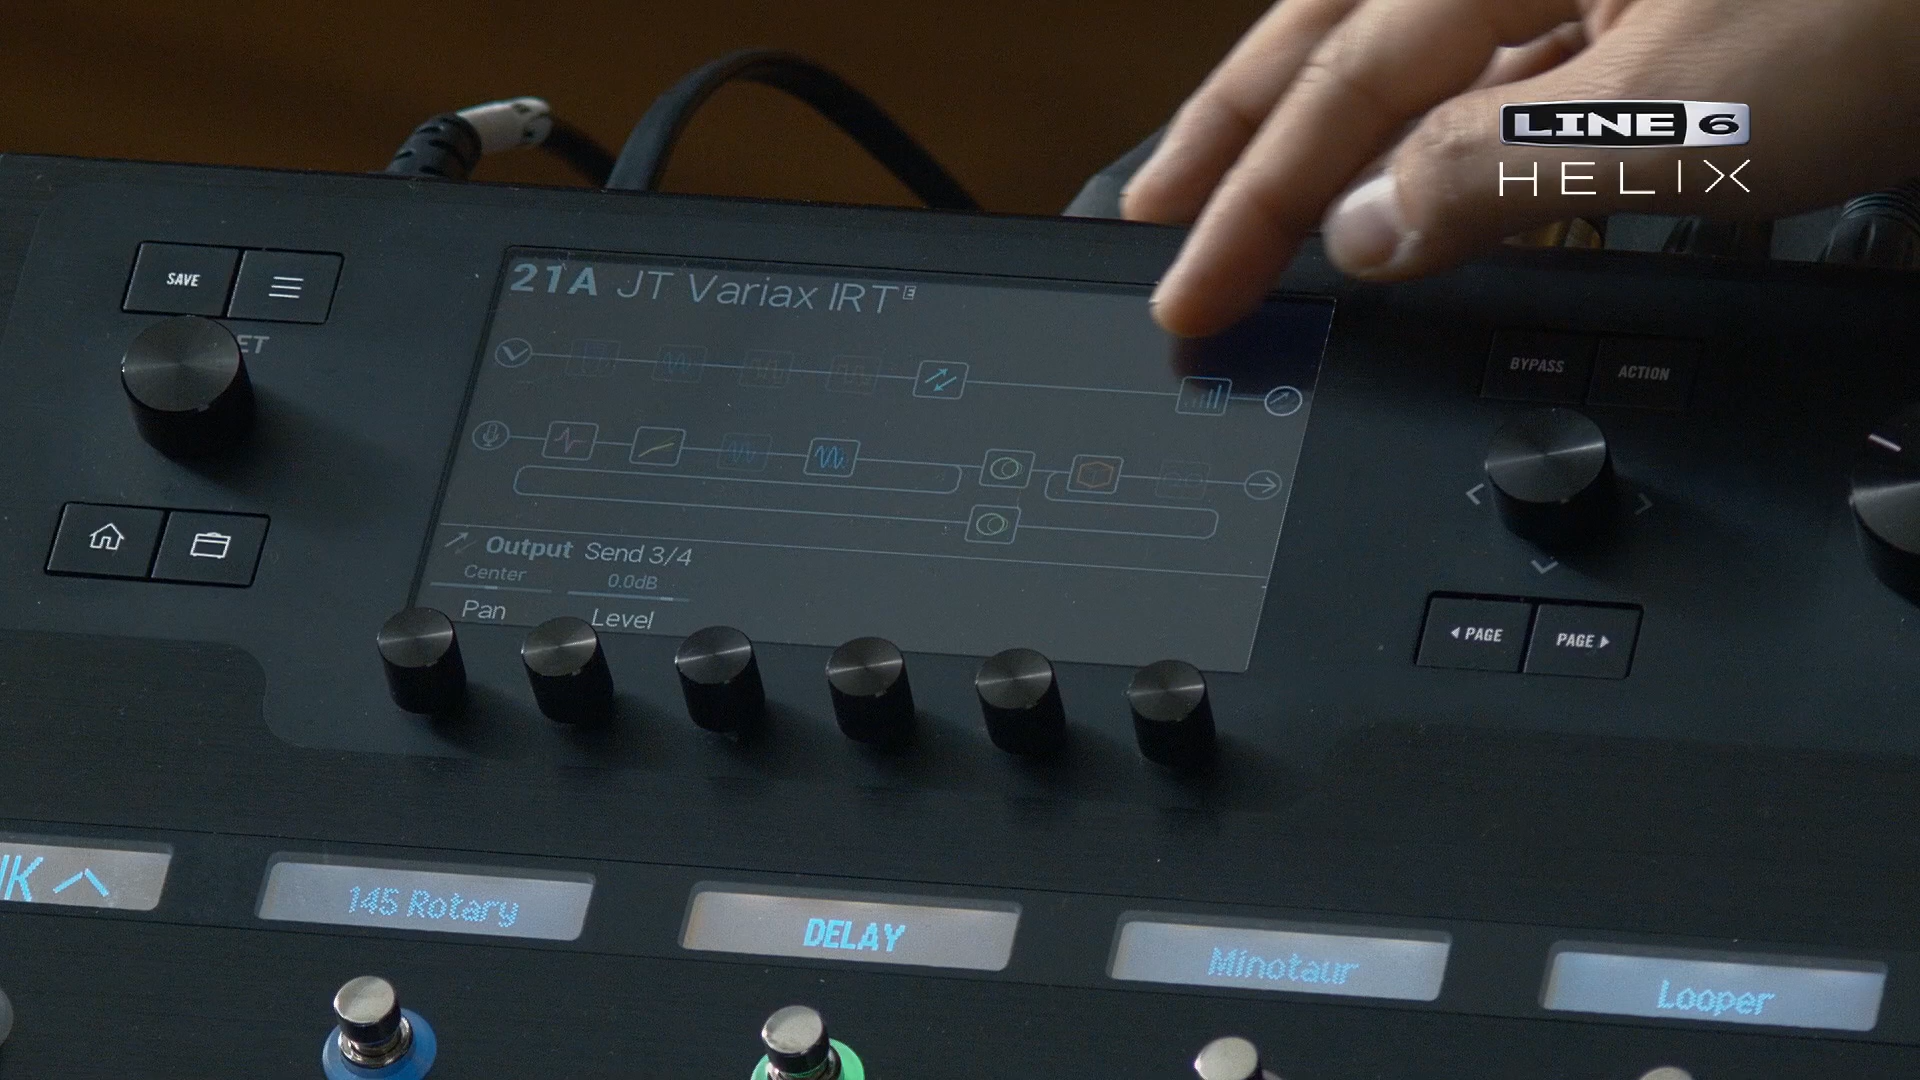 LINE 6
HELIX
SAVE
ET
21A JT Variax IRT E
Output Send 3/4
Center 0.0dB
Pan Level
BYPASS ACTION
PAGE PAGE
145 Rotary
DELAY
Minotaur
Looper